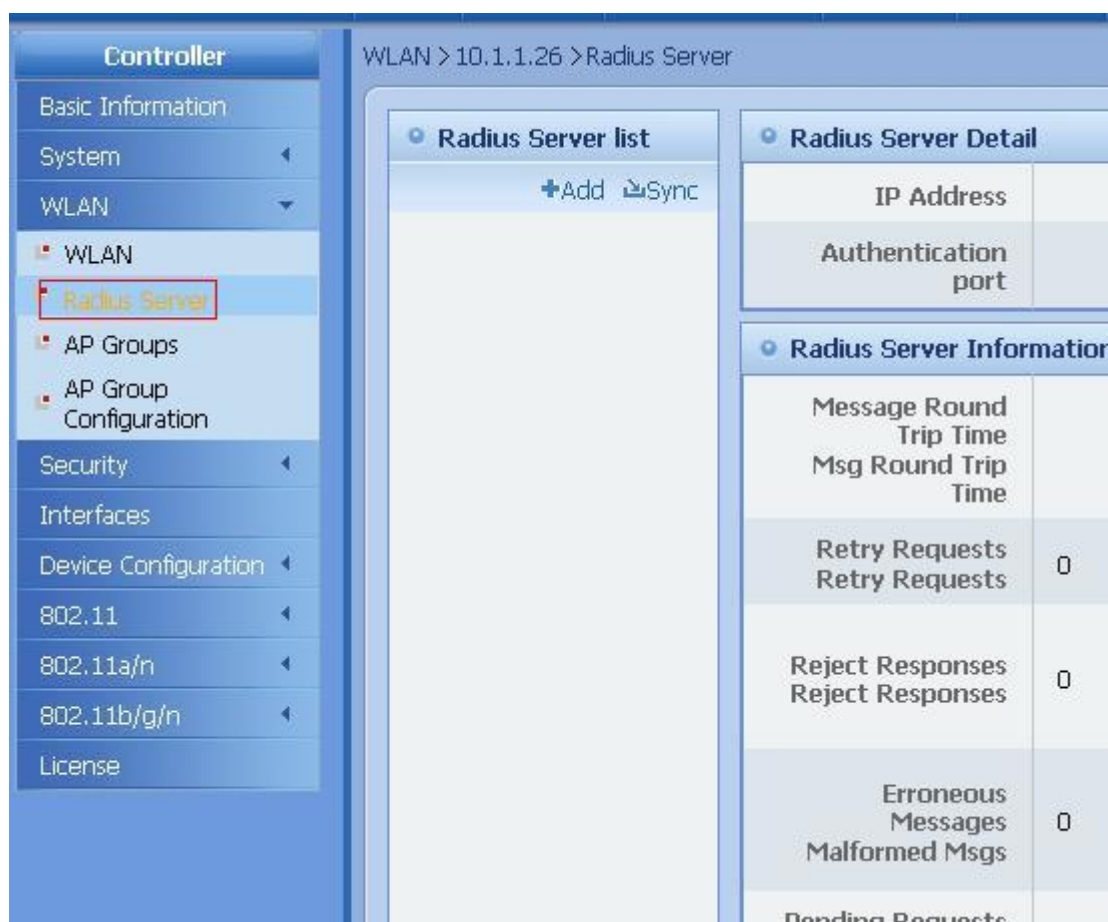 Controller
Basic Information
System
WLAN
WLAN
Radius Server
AP Groups
AP Group
Configuration
Security
Interfaces
Device Configuration
802.11
802.11a/n
802.11b/g/n
License
WLAN > 10.1.1.26 >Radius Server
Radius Server list
Add Sync
Radius Server Detail
IP Address
Authentication
port
Radius Server Information
Message Round
Trip Time
Msg Round Trip
Time
Retry Requests
Retry Requests
0
Reject Responses
Reject Responses
0
Erroneous
Messages
Malformed Msgs
0
Pending Requests